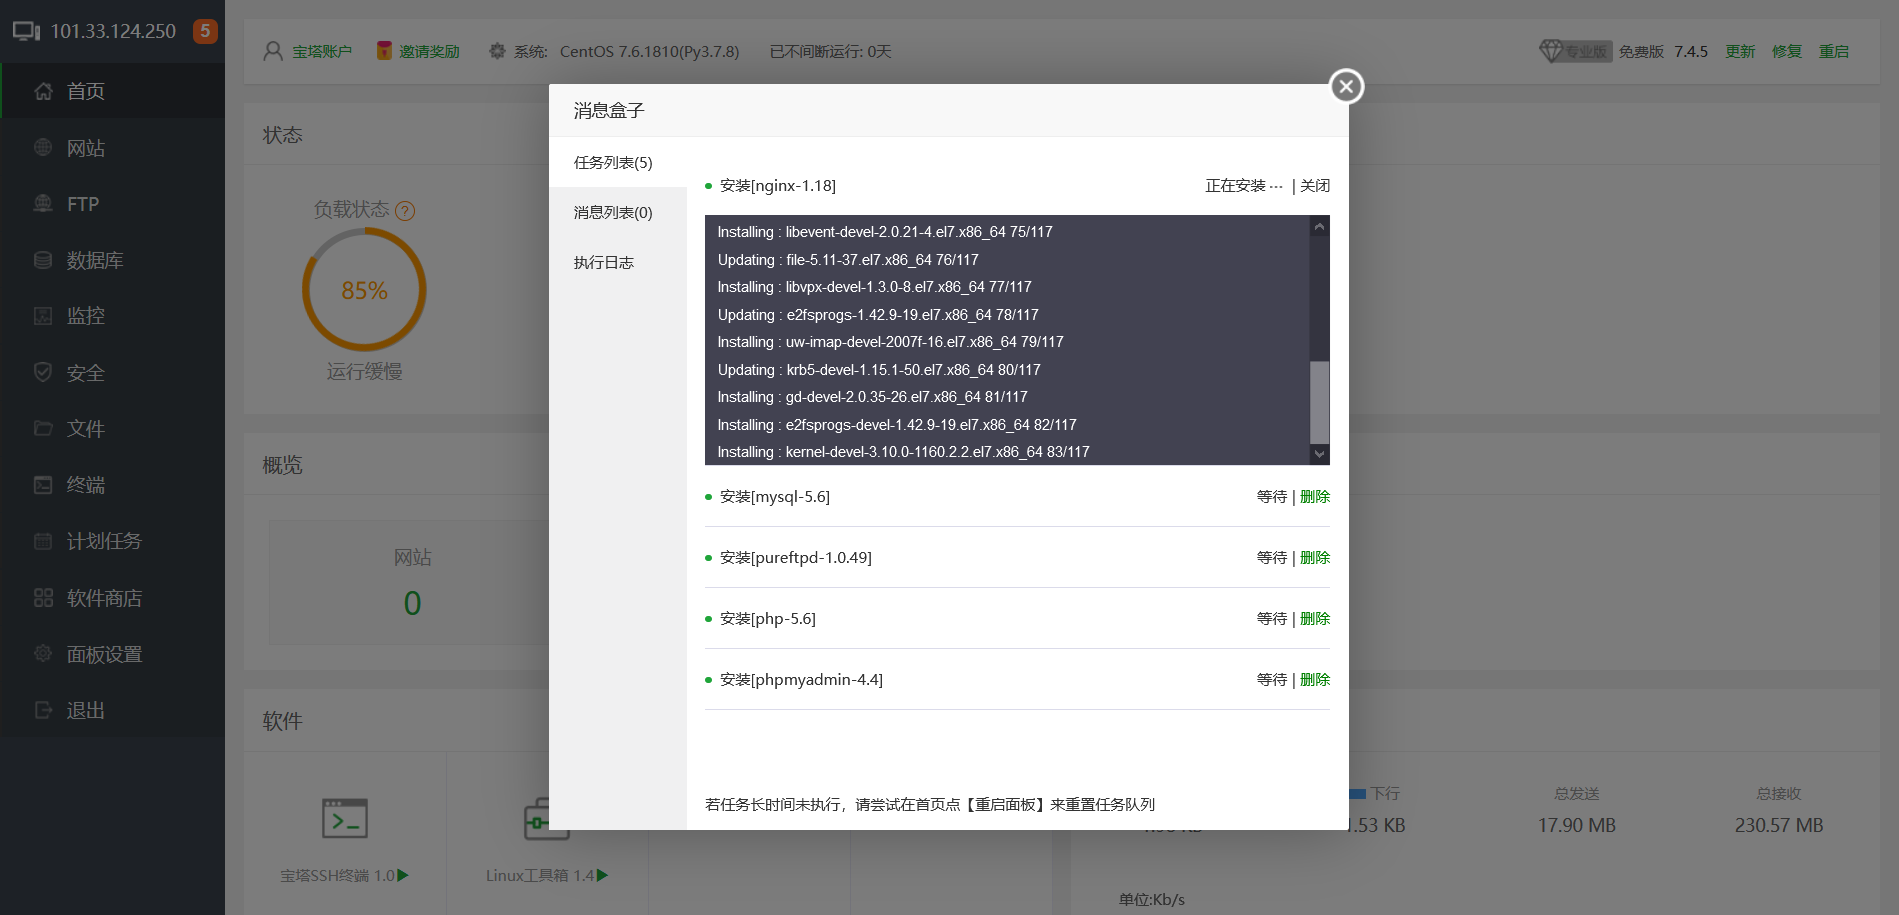 101.33.124.250 5
首页
网站
FTP
数据库
监控
安全
文件
终端
计划任务
软件商店
面板设置
退出
宝塔账户 邀请奖励 系统: CentOS 7.6.1810(Py3.7.8) 已不间断运行: 0天
专业版 免费版 7.4.5 更新 修复 重启
状态
负载状态 ?
85%
运行缓慢
概览
网站
0
软件
宝塔SSH终端 1.0
Linux工具箱 1.4
消息盒子
任务列表(5)
消息列表(0)
执行日志
安装[nginx-1.18] 正在安装 ··· | 关闭
Installing : libevent-devel-2.0.21-4.el7.x86_64 75/117
Updating : file-5.11-37.el7.x86_64 76/117
Installing : libvpx-devel-1.3.0-8.el7.x86_64 77/117
Updating : e2fsprogs-1.42.9-19.el7.x86_64 78/117
Installing : uw-imap-devel-2007f-16.el7.x86_64 79/117
Updating : krb5-devel-1.15.1-50.el7.x86_64 80/117
Installing : gd-devel-2.0.35-26.el7.x86_64 81/117
Installing : e2fsprogs-devel-1.42.9-19.el7.x86_64 82/117
Installing : kernel-devel-3.10.0-1160.2.2.el7.x86_64 83/117
安装[mysql-5.6] 等待 | 删除
安装[pureftpd-1.0.49] 等待 | 删除
安装[php-5.6] 等待 | 删除
安装[phpmyadmin-4.4] 等待 | 删除
若任务长时间未执行，请尝试在首页点【重启面板】来重置任务队列
下行 总发送 总接收
.53 KB 17.90 MB 230.57 MB
单位:Kb/s